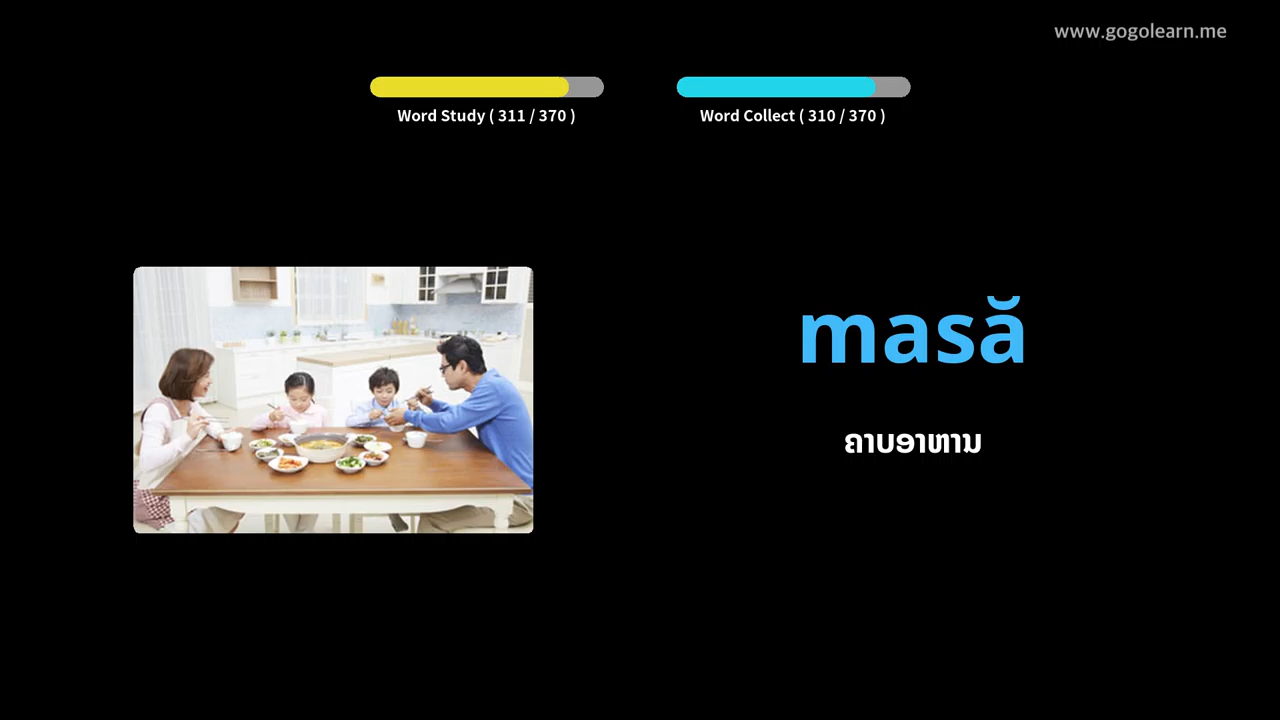 www.gogolearn.me
Word Study ( 311 / 370 )
Word Collect ( 310 / 370 )
masă
ຄາບອາຫານ